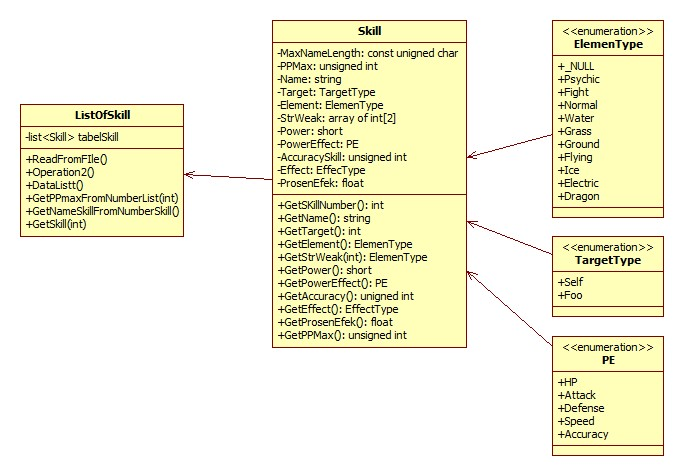 ListOfSkill
-list<Skill> tabelSkill
+ReadFromFIle()
+Operation2()
+DataListt()
+GetPPmaxFromNumberList(int)
+GetNameSkillFromNumberSkill()
+GetSkill(int)
Skill
-MaxNameLength: const unigned char
-PPMax: unsigned int
-Name: string
-Target: TargetType
-Element: ElemenType
-StrWeak: array of int[2]
-Power: short
-PowerEffect: PE
-AccuracySkill: unsigned int
-Effect: EffecType
-ProsenEfek: float
+GetSKillNumber(): int
+GetName(): string
+GetTarget(): int
+GetElement(): ElemenType
+GetStrWeak(int): ElemenType
+GetPower(): short
+GetPowerEffect(): PE
+GetAccuracy(): unigned int
+GetEffect(): EffectType
+GetProsenEfek(): float
+GetPPMax(): unsigned int
<<enumeration>>
ElemenType
+_NULL
+Psychic
+Fight
+Normal
+Water
+Grass
+Ground
+Flying
+Ice
+Electric
+Dragon
<<enumeration>>
TargetType
+Self
+Foo
<<enumeration>>
PE
+HP
+Attack
+Defense
+Speed
+Accuracy